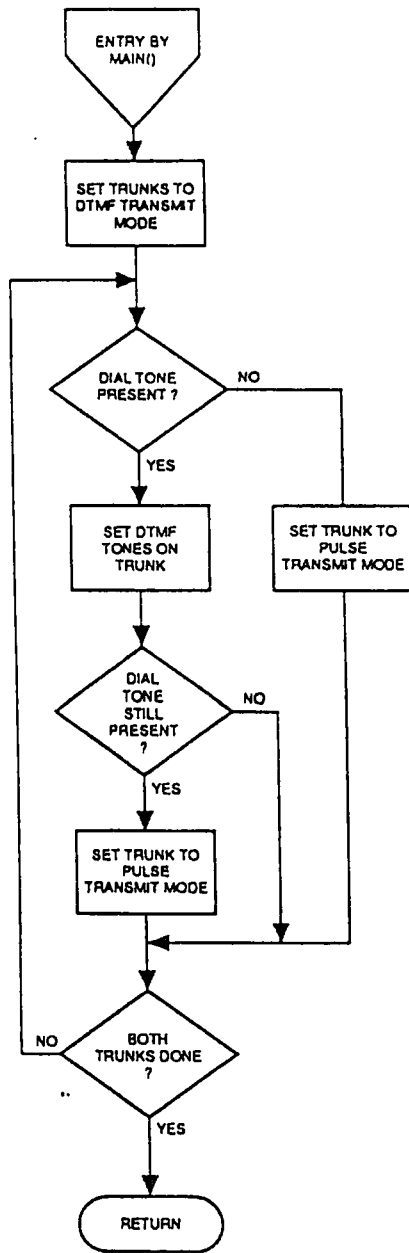 ENTRY BY
MAIN()
SET TRUNKS TO
DTMF TRANSMIT
MODE
DIAL TONE
PRESENT ?
NO
YES
SET DTMF
TONES ON
TRUNK
SET TRUNK TO
PULSE
TRANSMIT MODE
DIAL
TONE
STILL
PRESENT
?
NO
YES
SET TRUNK TO
PULSE
TRANSMIT MODE
NO
BOTH
TRUNKS DONE
?
YES
RETURN